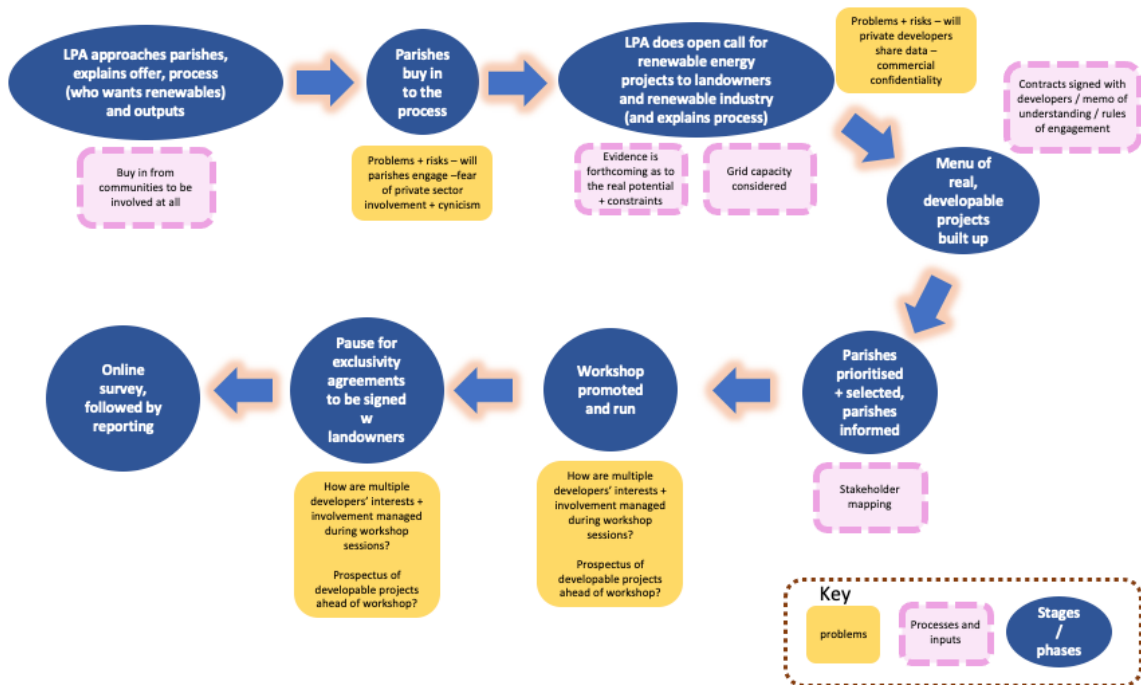 LPA approaches parishes,
explains offer, process
(who wants renewables)
and outputs
Buy in from
communities to be
involved at all
Parishes
buy in
to the
process
Problems + risks – will
parishes engage –fear
of private sector
involvement + cynicism
LPA does open call for
renewable energy
projects to landowners
and renewable industry
(and explains process)
Evidence is
forthcoming as to
the real potential
+ constraints
Grid capacity
considered
Problems + risks – will
private developers
share data –
commercial
confidentiality
Contracts signed with
developers / memo of
understanding / rules
of engagement
Menu of
real,
developable
projects
built up
Parishes
prioritised
+ selected,
parishes
informed
Stakeholder
mapping
Workshop
promoted
and run
How are multiple
developers’ interests +
involvement managed
during workshop
sessions?
Prospectus of
developable projects
ahead of workshop?
Pause for
exclusivity
agreements
to be signed
w
landowners
How are multiple
developers’ interests +
involvement managed
during workshop
sessions?
Prospectus of
developable projects
ahead of workshop?
Online
survey,
followed by
reporting
Key
problems
Processes and
inputs
Stages
/
phases